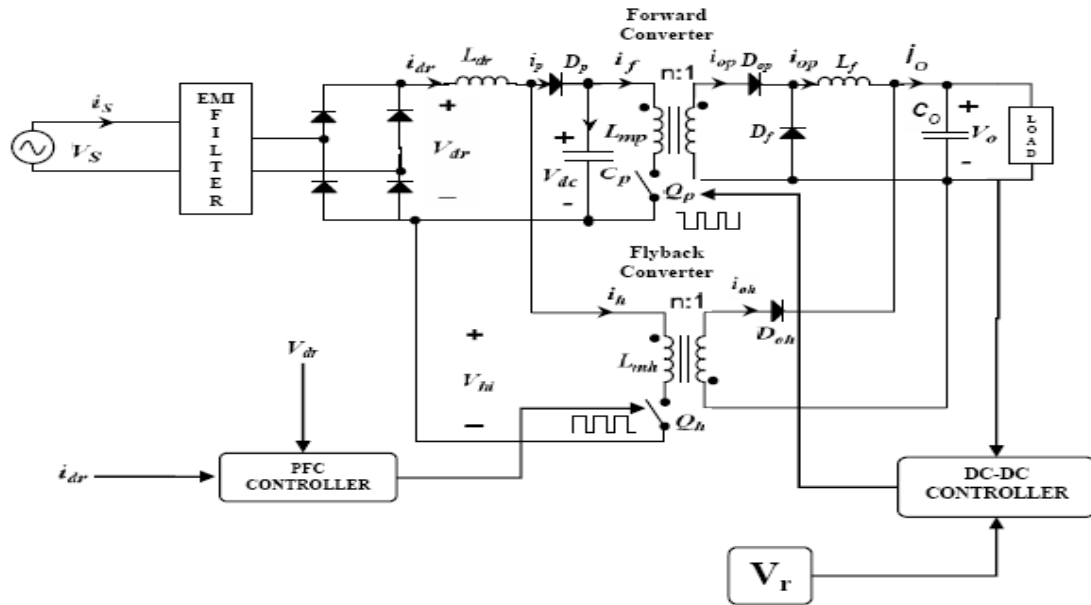 Forward
Converter
i_dr
L_dr
i_p
D_p
i_f
n:1
i_op
D_op
i_op
L_f
i_O
i_S
EMI
FILTER
V_S
+
V_dr
–
+
V_dc
-
C_p
L_mp
Q_p
D_f
C_O
+
V_o
-
LOAD
Flyback
Converter
i_h
n:1
i_oh
D_oh
+
V_hi
–
L_mh
Q_h
V_dr
i_dr
PFC
CONTROLLER
DC-DC
CONTROLLER
V_r